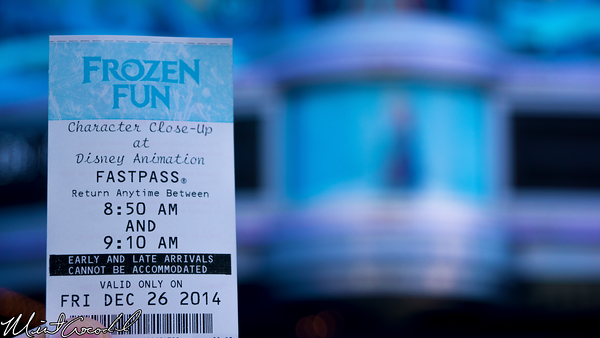 FROZEN
FUN
Character Close-Up
at
Disney Animation
FASTPASS®
Return Anytime Between
8:50 AM
AND
9:10 AM
EARLY AND LATE ARRIVALS
CANNOT BE ACCOMMODATED
VALID ONLY ON
FRI DEC 26 2014